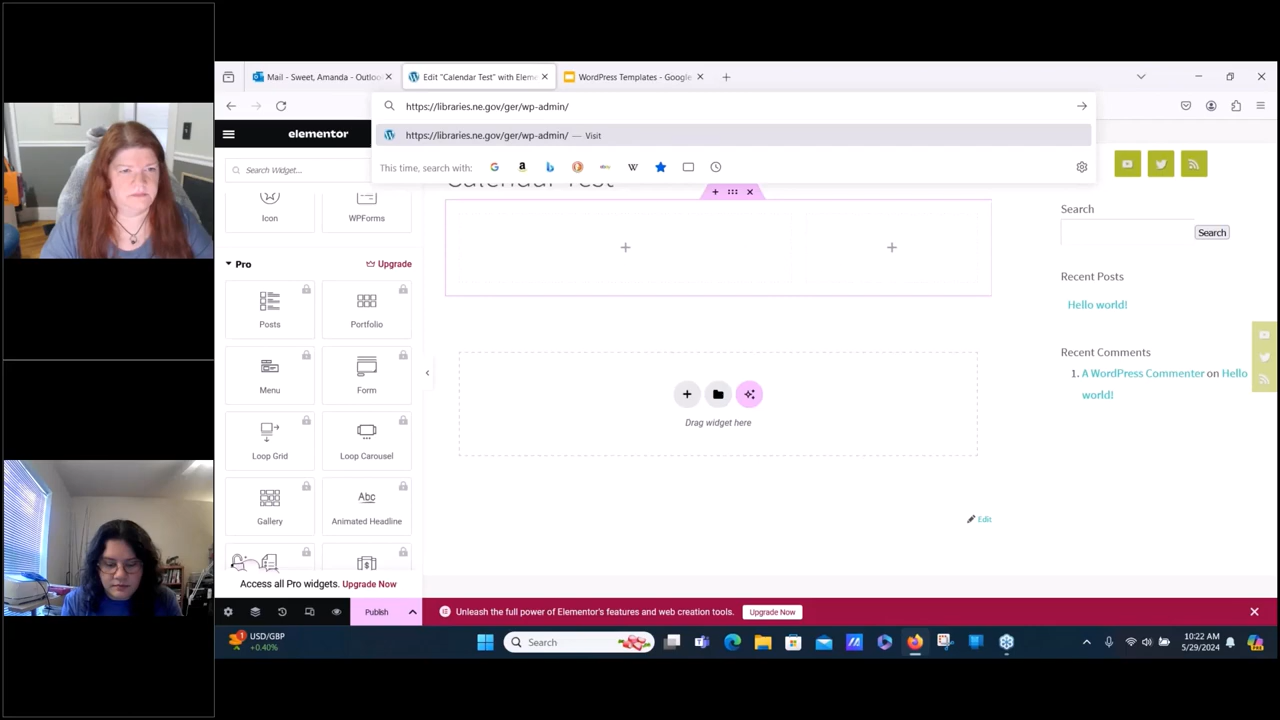 Mail - Sweet, Amanda - Outloo
Edit "Calendar Test" with Elem
WordPress Templates - Google
https://libraries.ne.gov/ger/wp-admin/
https://libraries.ne.gov/ger/wp-admin/ — Visit
This time, search with:
elementor
Search Widget...
Icon
WPForms
Pro
Upgrade
Posts
Portfolio
Menu
Form
Loop Grid
Loop Carousel
Gallery
Abc
Animated Headline
Access all Pro widgets. Upgrade Now
Publish
Calendar Test
Drag widget here
Edit
Search
Search
Recent Posts
Hello world!
Recent Comments
1. A WordPress Commenter on Hello
world!
Unleash the full power of Elementor's features and web creation tools. Upgrade Now
1
USD/GBP
+0.40%
Search
10:22 AM
5/29/2024